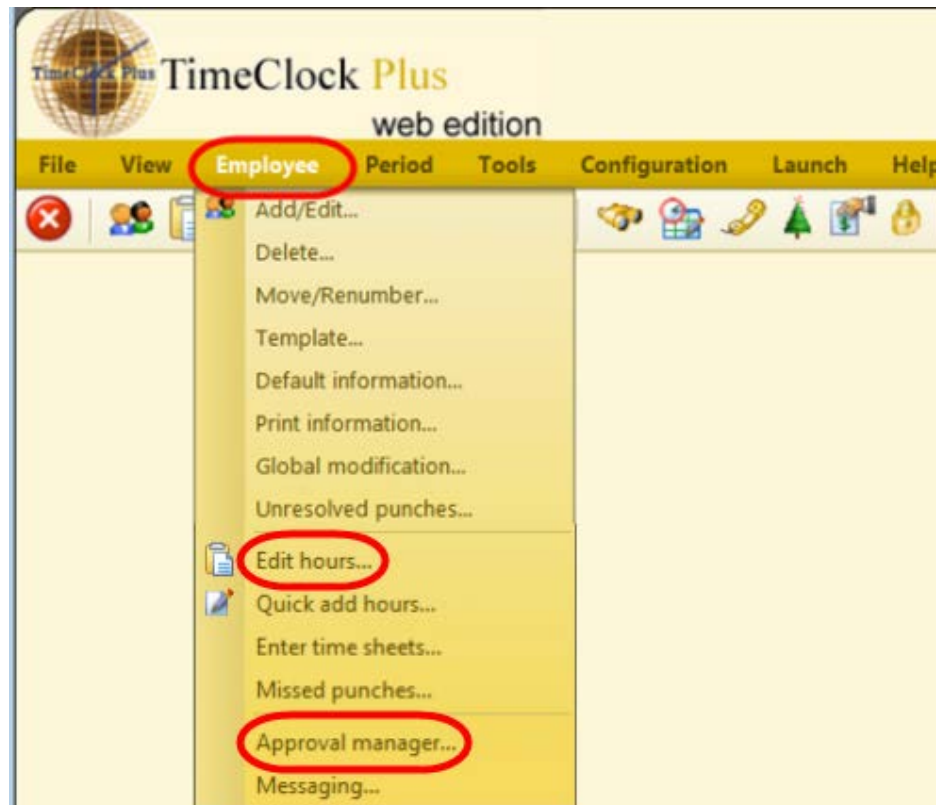 TimeClock Plus
TimeClock Plus
web edition
File View Employee Period Tools Configuration Launch Help
Add/Edit...
Delete...
Move/Renumber...
Template...
Default information...
Print information...
Global modification...
Unresolved punches...
Edit hours...
Quick add hours...
Enter time sheets...
Missed punches...
Approval manager...
Messaging...